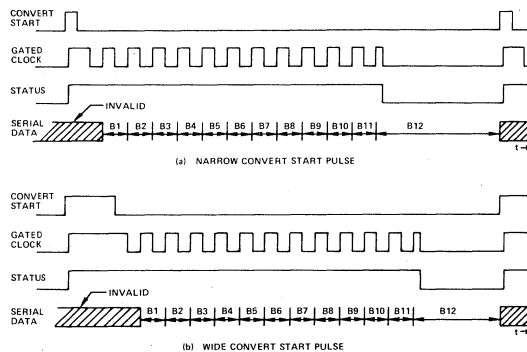 CONVERT
START
GATED
CLOCK
STATUS
INVALID
SERIAL
DATA
B1 B2 B3 B4 B5 B6 B7 B8 B9 B10 B11 B12
t
(a) NARROW CONVERT START PULSE
CONVERT
START
GATED
CLOCK
STATUS
INVALID
SERIAL
DATA
B1 B2 B3 B4 B5 B6 B7 B8 B9 B10 B11 B12
t
(b) WIDE CONVERT START PULSE